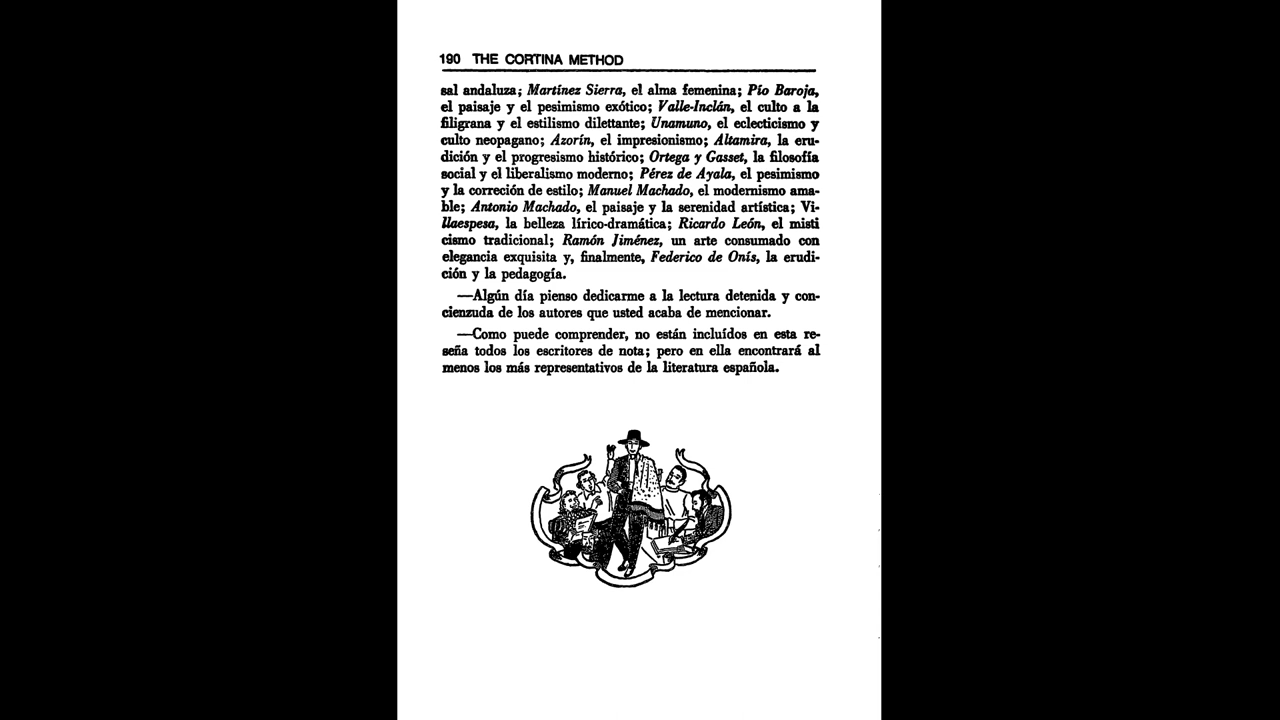 190 THE CORTINA METHOD
sal andaluza; Martínez Sierra, el alma femenina; Pío Baroja,
el paisaje y el pesimismo exótico; Valle-Inclán, el culto a la
filigrana y el estilismo dilettante; Unamuno, el eclecticismo y
culto neopagano; Azorín, el impresionismo; Altamira, la eru-
dición y el progresismo histórico; Ortega y Gasset, la filosofía
social y el liberalismo moderno; Pérez de Ayala, el pesimismo
y la correción de estilo; Manuel Machado, el modernismo ama-
ble; Antonio Machado, el paisaje y la serenidad artística; Vi-
llaespesa, la belleza lírico-dramática; Ricardo León, el misti
cismo tradicional; Ramón Jiménez, un arte consumado con
elegancia exquisita y, finalmente, Federico de Onís, la erudi-
ción y la pedagogía.
—Algún día pienso dedicarme a la lectura detenida y con-
cienzuda de los autores que usted acaba de mencionar.
—Como puede comprender, no están incluídos en esta re-
seña todos los escritores de nota; pero en ella encontrará al
menos los más representativos de la literatura española.